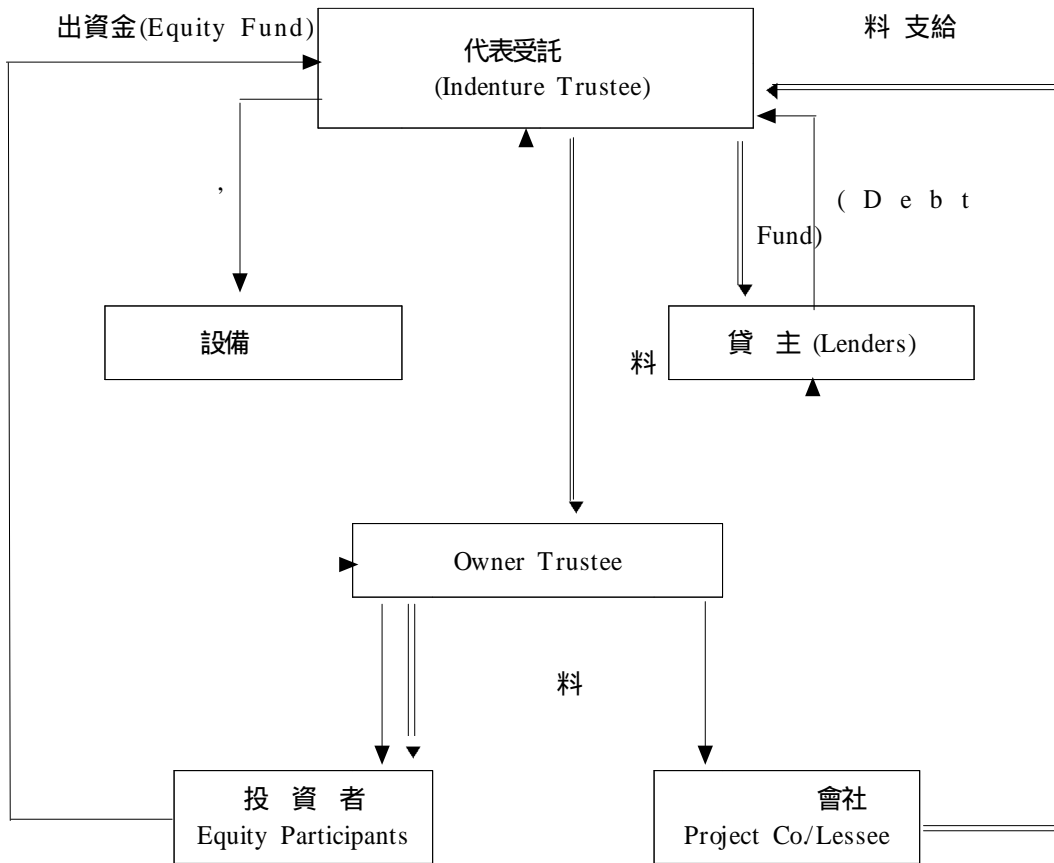 出資金(Equity Fund)
代表受託
(Indenture Trustee)
料 支給
,
( D e b t
Fund)
設備
料
貸 主 (Lenders)
Owner Trustee
料
投 資 者
Equity Participants
會社
Project Co./Lessee